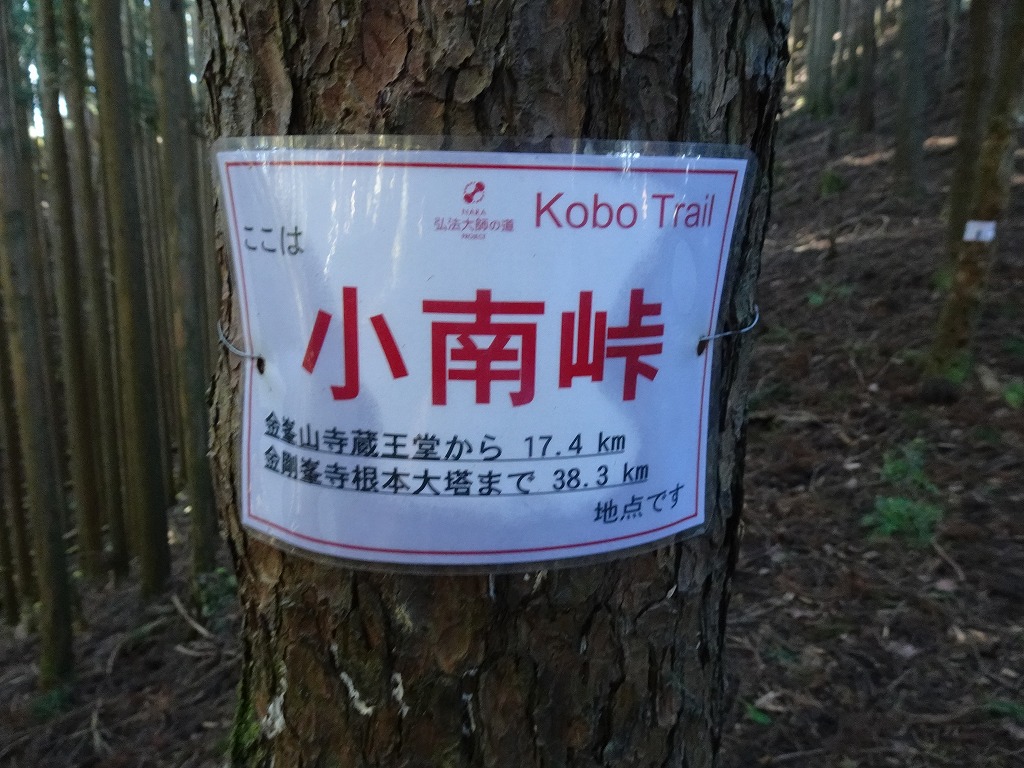 弘法大師の道
Kobo Trail
ここは
小南峠
金峯山寺蔵王堂から 17.4 km
金剛峯寺根本大塔まで 38.3 km
地点です